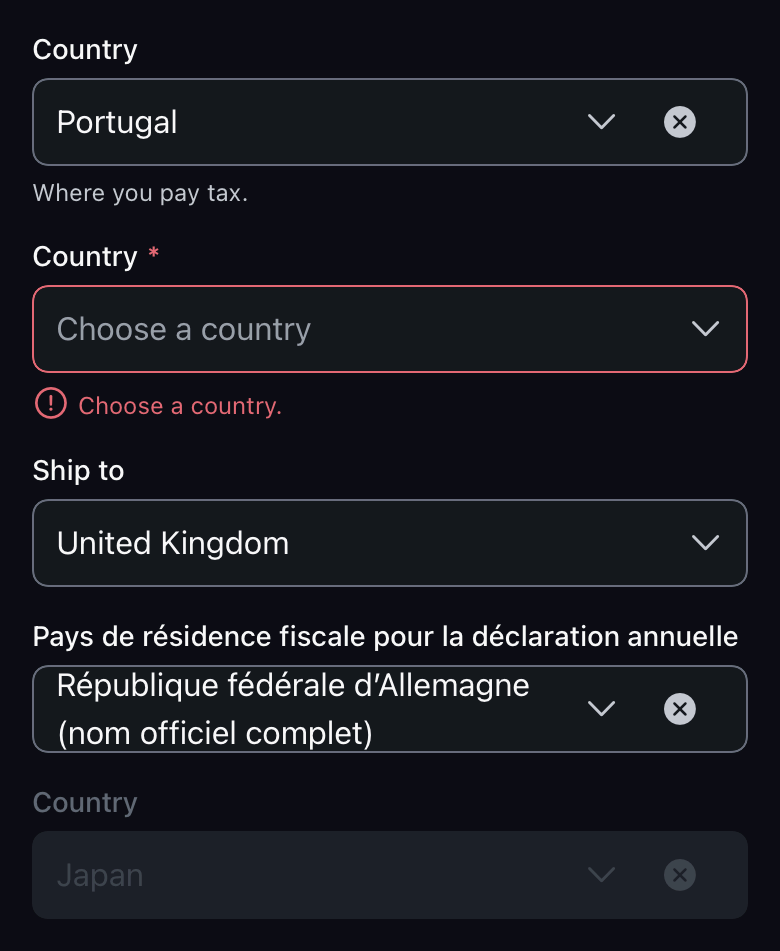 Country
Portugal
Where you pay tax.
Country *
Choose a country
Choose a country.
Ship to
United Kingdom
Pays de résidence fiscale pour la déclaration annuelle
République fédérale d’Allemagne
(nom officiel complet)
Country
Japan